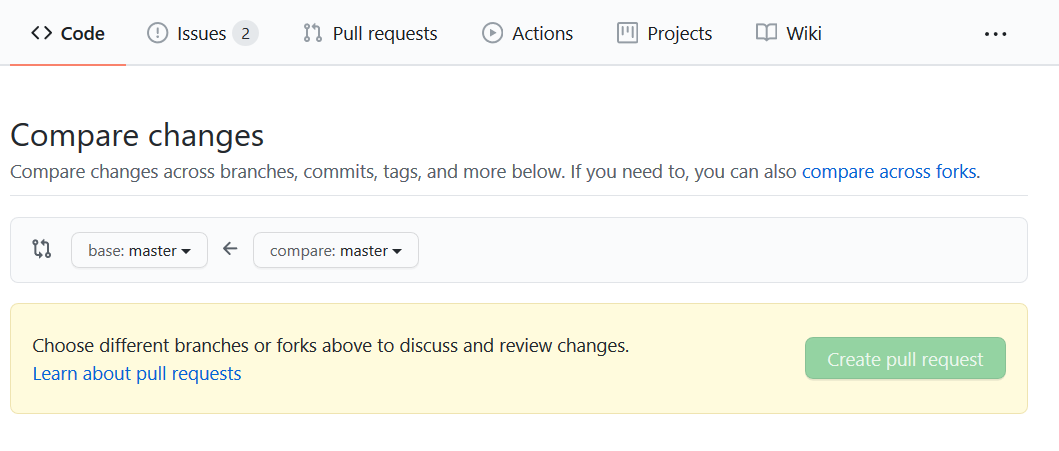 Code Issues 2 Pull requests Actions Projects Wiki ...
Compare changes
Compare changes across branches, commits, tags, and more below. If you need to, you can also compare across forks.
base: master compare: master
Choose different branches or forks above to discuss and review changes.
Learn about pull requests
Create pull request